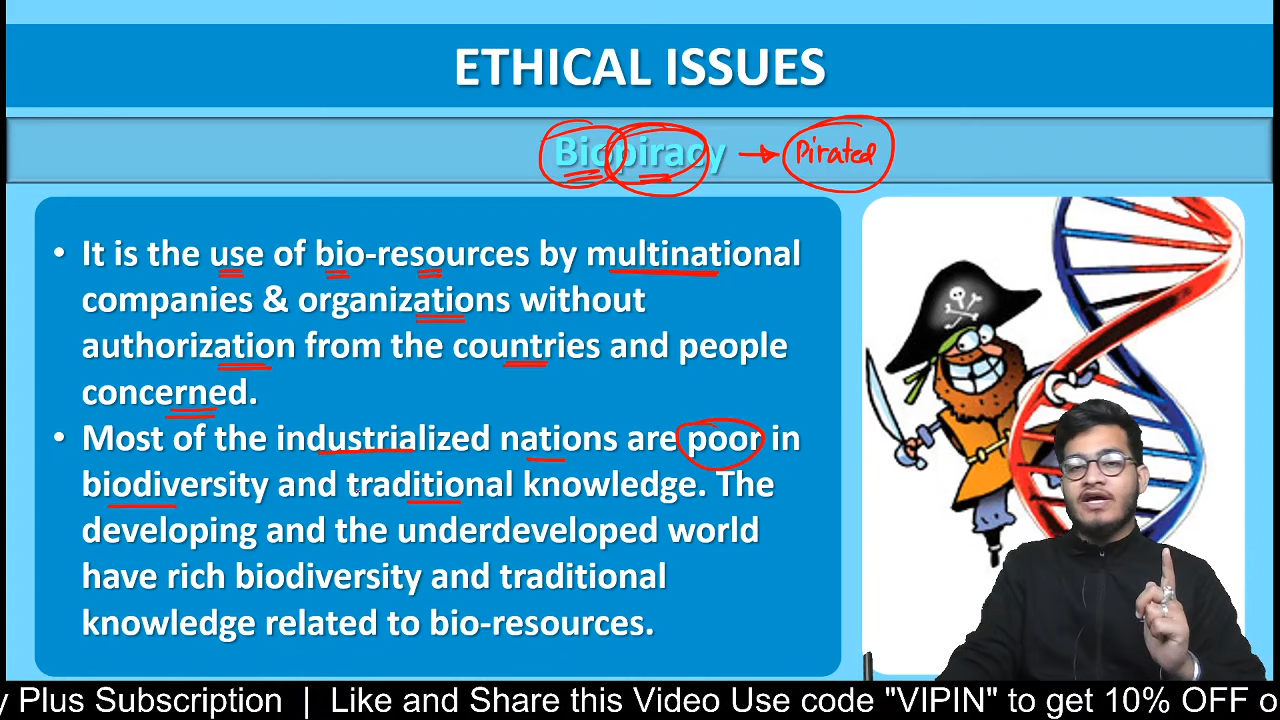 ETHICAL ISSUES
Biopiracy → Pirated
• It is the use of bio-resources by multinational
companies & organizations without
authorization from the countries and people
concerned.
• Most of the industrialized nations are poor in
biodiversity and traditional knowledge. The
developing and the underdeveloped world
have rich biodiversity and traditional
knowledge related to bio-resources.
y Plus Subscription | Like and Share this Video Use code "VIPIN" to get 10% OFF o